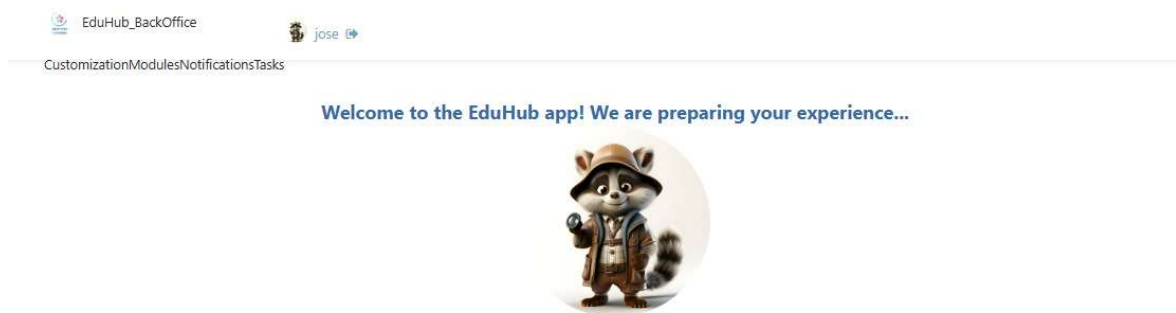 EduHub_BackOffice
jose
CustomizationModulesNotificationsTasks
Welcome to the EduHub app! We are preparing your experience...